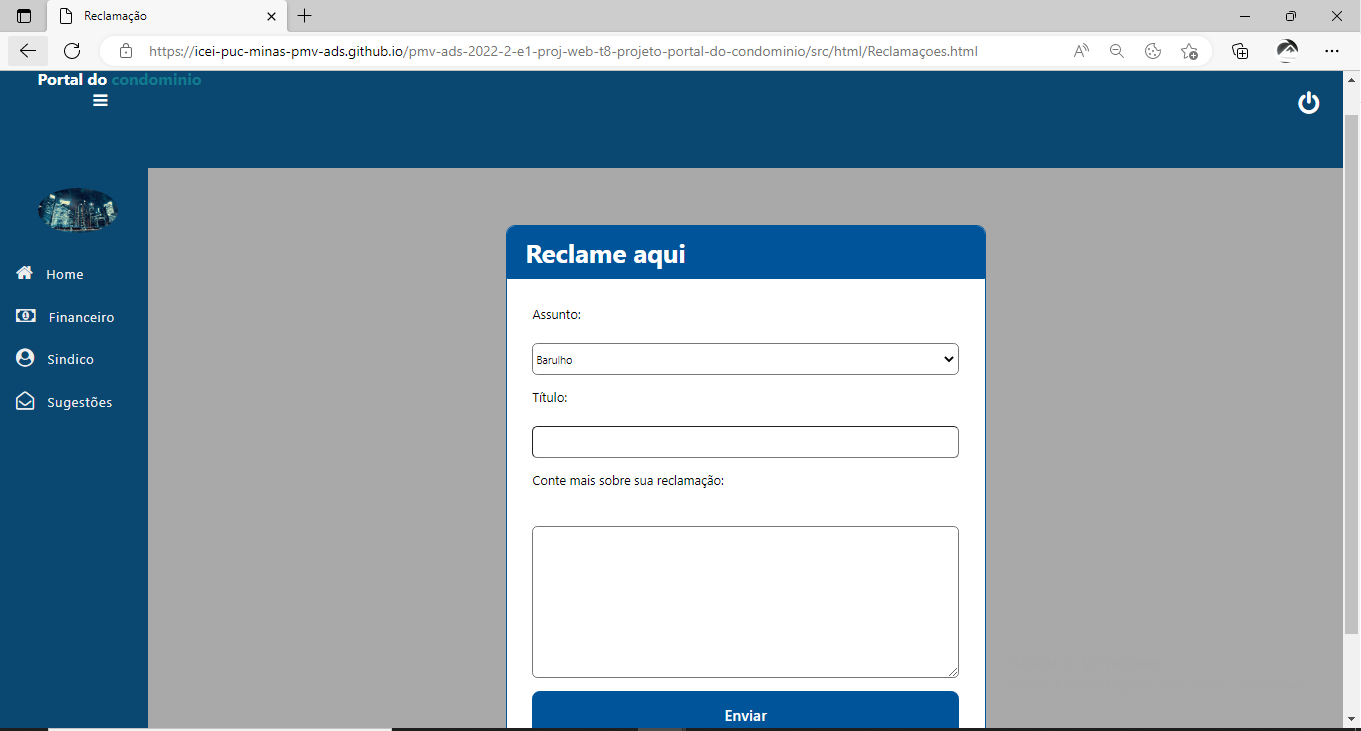 Reclamação
https://icei-puc-minas-pmv-ads.github.io/pmv-ads-2022-2-e1-proj-web-t8-projeto-portal-do-condominio/src/html/Reclamaçoes.html
Portal do condominio
Home
Financeiro
Sindico
Sugestões
Reclame aqui
Assunto:
Barulho
Título:
Conte mais sobre sua reclamação:
Enviar